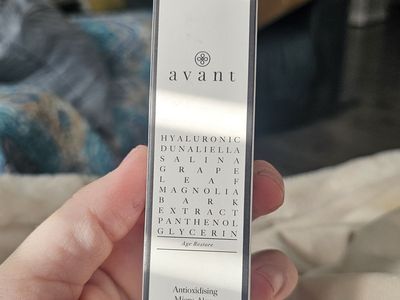 avant
HYALURONIC
DUNALIELLA
SALINA
GRAPE
LEAF
MAGNOLIA
BARK
EXTRACT
PANTHENOL
GLYCERIN
Age Restore
Antioxidising